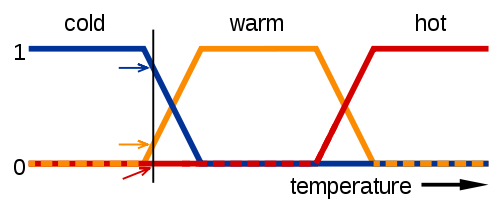 cold warm hot
1
0
temperature